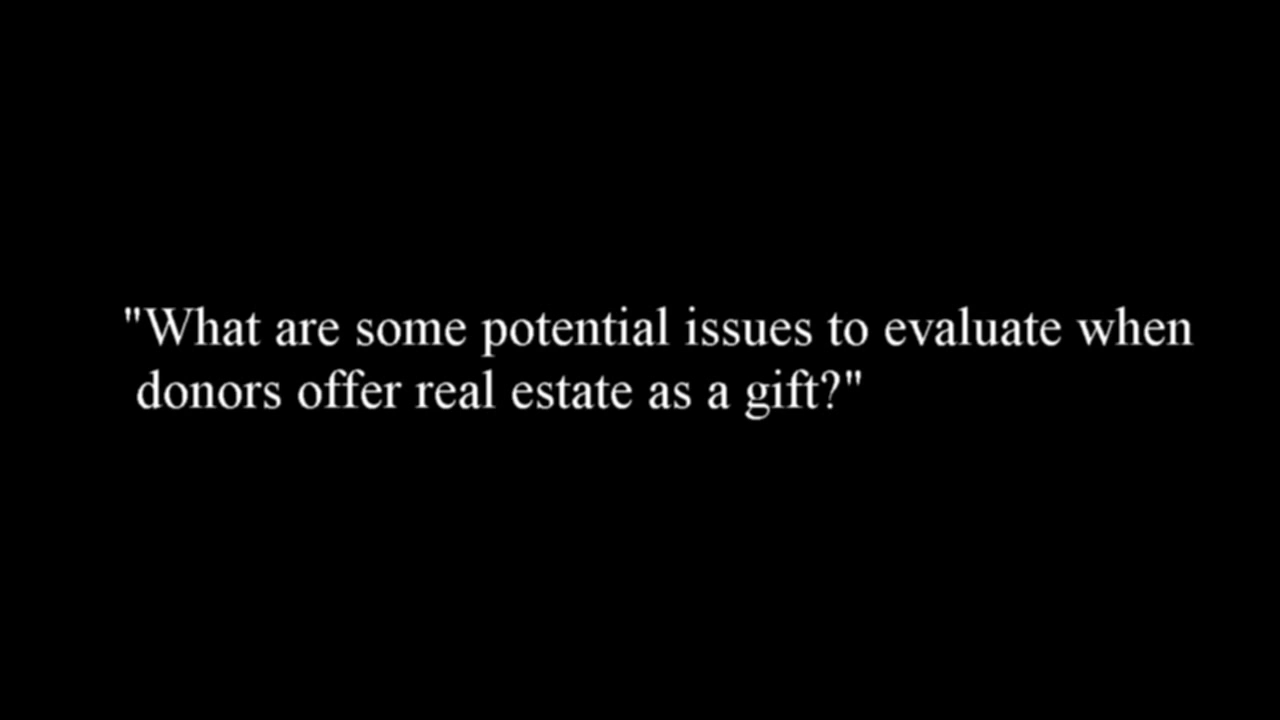 "What are some potential issues to evaluate when
donors offer real estate as a gift?"